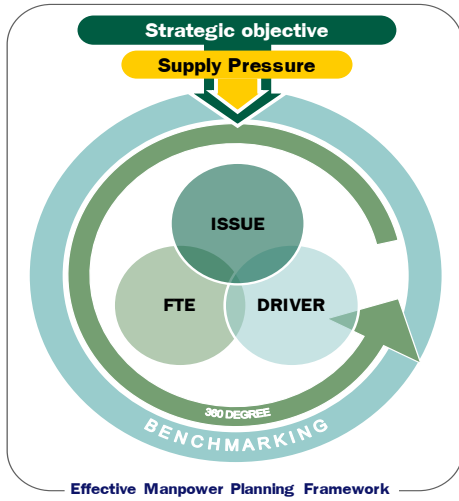 Strategic objective
Supply Pressure
ISSUE
FTE
DRIVER
360 DEGREE
BENCHMARKING
Effective Manpower Planning Framework